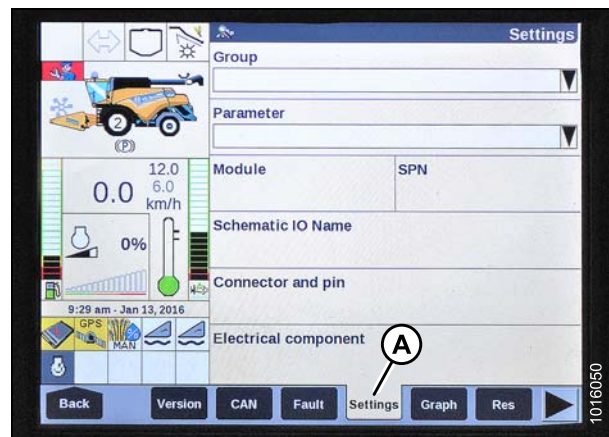 Settings
Group
Parameter
2
(P)
12.0
0.0 6.0
km/h
Module SPN
0%
Schematic IO Name
Connector and pin
9:29 am - Jan 13, 2016
GPS
MAN
%
Electrical component
A
Back Version CAN Fault Settings Graph Res
1016050